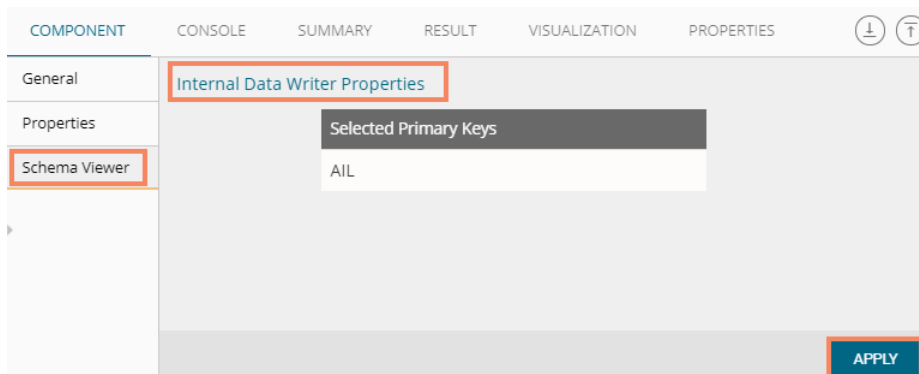 COMPONENT CONSOLE SUMMARY RESULT VISUALIZATION PROPERTIES
General
Internal Data Writer Properties
Properties
Selected Primary Keys
Schema Viewer
AIL
APPLY